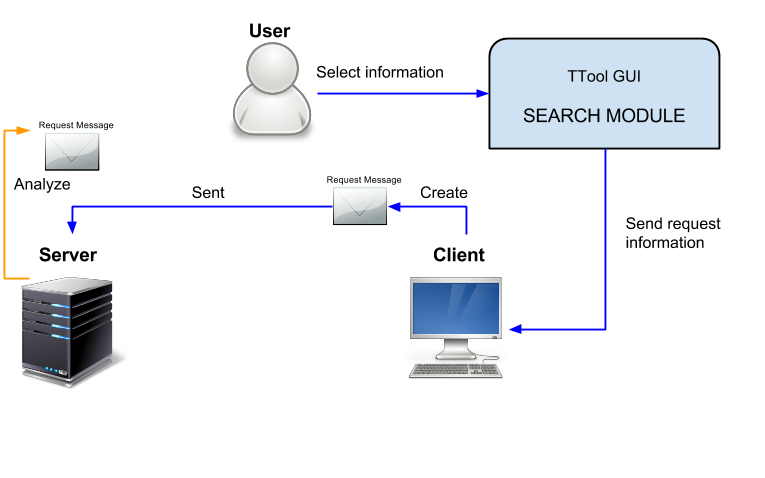 User
Select information
TTool GUI
SEARCH MODULE
Request Message
Analyze
Sent
Request Message
Create
Send request
information
Server
Client